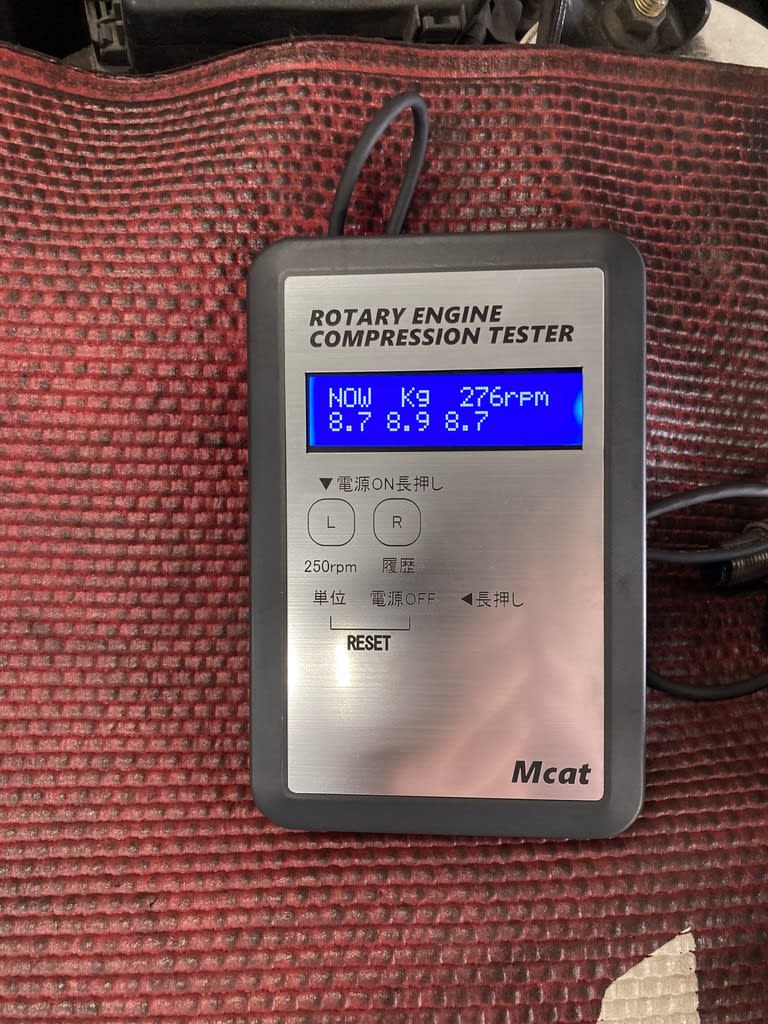 ROTARY ENGINE
COMPRESSION TESTER
NOW Kg 276rpm
8.7 8.9 8.7
▼電源ON長押し
L R
250rpm 履歴
単位 電源OFF ◀長押し
RESET
Mcat